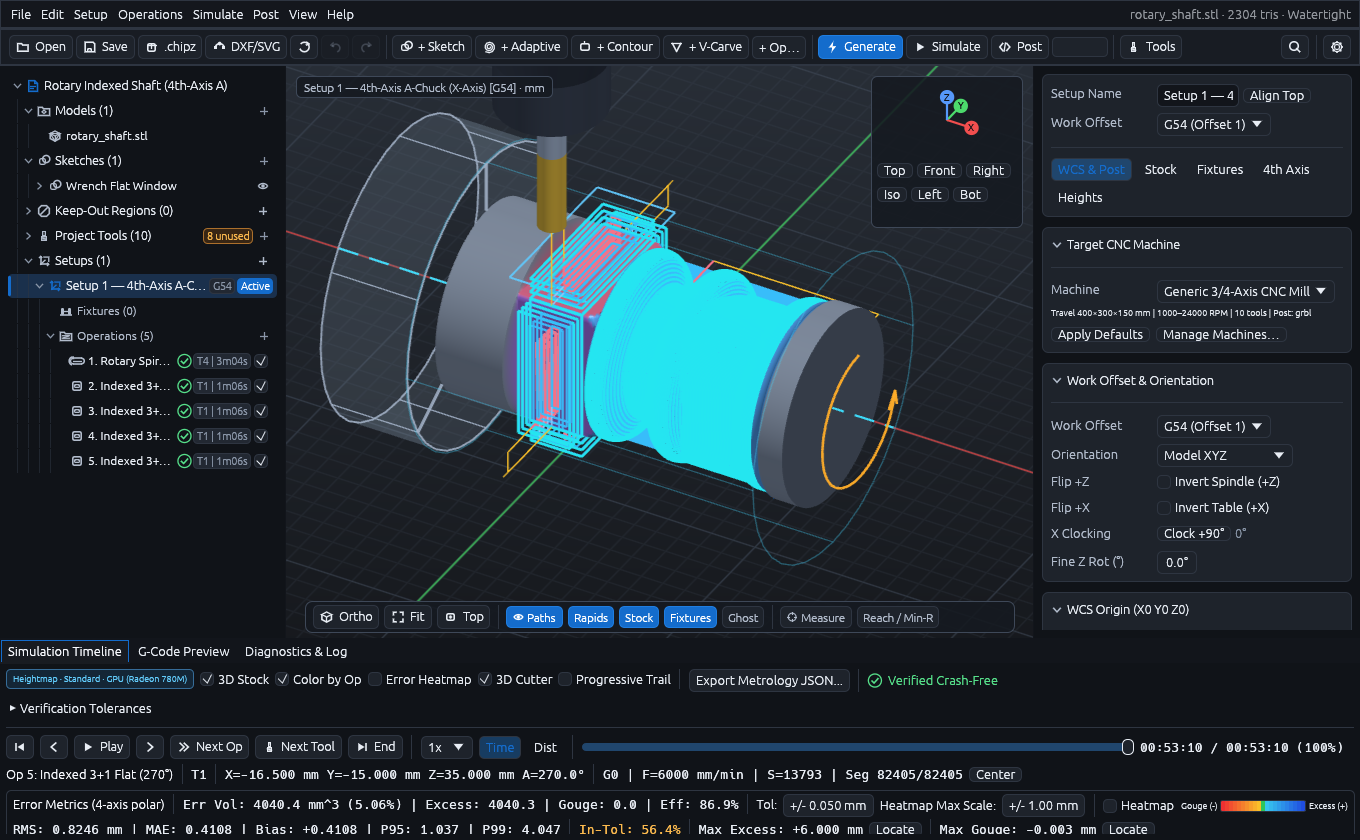 File Edit Setup Operations Simulate Post View Help
rotary_shaft.stl · 2304 tris · Watertight
Open Save .chipz DXF/SVG + Sketch + Adaptive + Contour + V-Carve + Op… Generate Simulate Post Tools
Rotary Indexed Shaft (4th-Axis A)
Models (1) +
rotary_shaft.stl
Sketches (1) +
Wrench Flat Window
Keep-Out Regions (0) +
Project Tools (10) 8 unused +
Setups (1) +
Setup 1 — 4th-Axis A-C… G54 Active
Fixtures (0)
Operations (5) +
1. Rotary Spir… T4 | 3m04s
2. Indexed 3+… T1 | 1m06s
3. Indexed 3+… T1 | 1m06s
4. Indexed 3+… T1 | 1m06s
5. Indexed 3+… T1 | 1m06s
Setup 1 — 4th-Axis A-Chuck (X-Axis) [G54] · mm
Z
Y
X
Top Front Right
Iso Left Bot
Ortho Fit Top Paths Rapids Stock Fixtures Ghost Measure Reach / Min-R
Setup Name Setup 1 — 4 Align Top
Work Offset G54 (Offset 1)
WCS & Post Stock Fixtures 4th Axis
Heights
Target CNC Machine
Machine Generic 3/4-Axis CNC Mill
Travel 400×300×150 mm | 1000–24000 RPM | 10 tools | Post: grbl
Apply Defaults Manage Machines…
Work Offset & Orientation
Work Offset G54 (Offset 1)
Orientation Model XYZ
Flip +Z Invert Spindle (+Z)
Flip +X Invert Table (+X)
X Clocking Clock +90° 0°
Fine Z Rot (°) 0.0°
WCS Origin (X0 Y0 Z0)
Simulation Timeline G-Code Preview Diagnostics & Log
Heightmap · Standard · GPU (Radeon 780M) 3D Stock Color by Op Error Heatmap 3D Cutter Progressive Trail Export Metrology JSON… Verified Crash-Free
Verification Tolerances
Play Next Op Next Tool End 1x Time Dist 00:53:10 / 00:53:10 (100%)
Op 5: Indexed 3+1 Flat (270°) T1 X=-16.500 mm Y=-15.000 mm Z=35.000 mm A=270.0° G0 | F=6000 mm/min | S=13793 | Seg 82405/82405 Center
Error Metrics (4-axis polar) Err Vol: 4040.4 mm^3 (5.06%) | Excess: 4040.3 | Gouge: 0.0 | Eff: 86.9% Tol: +/- 0.050 mm Heatmap Max Scale: +/- 1.00 mm Heatmap Gouge (-) Excess (+)
RMS: 0.8246 mm | MAE: 0.4108 | Bias: +0.4108 | P95: 1.037 | P99: 4.047 In-Tol: 56.4% Max Excess: +6.000 mm Locate Max Gouge: -0.003 mm Locate